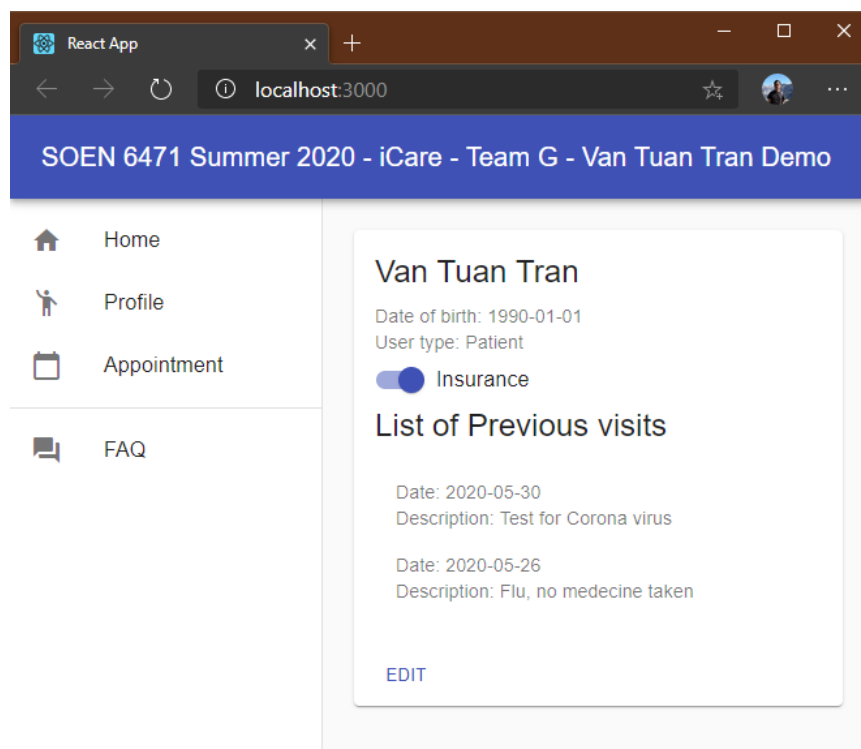 React App
localhost:3000
SOEN 6471 Summer 2020 - iCare - Team G - Van Tuan Tran Demo
Home
Profile
Appointment
FAQ
Van Tuan Tran
Date of birth: 1990-01-01
User type: Patient
Insurance
List of Previous visits
Date: 2020-05-30
Description: Test for Corona virus
Date: 2020-05-26
Description: Flu, no medecine taken
EDIT